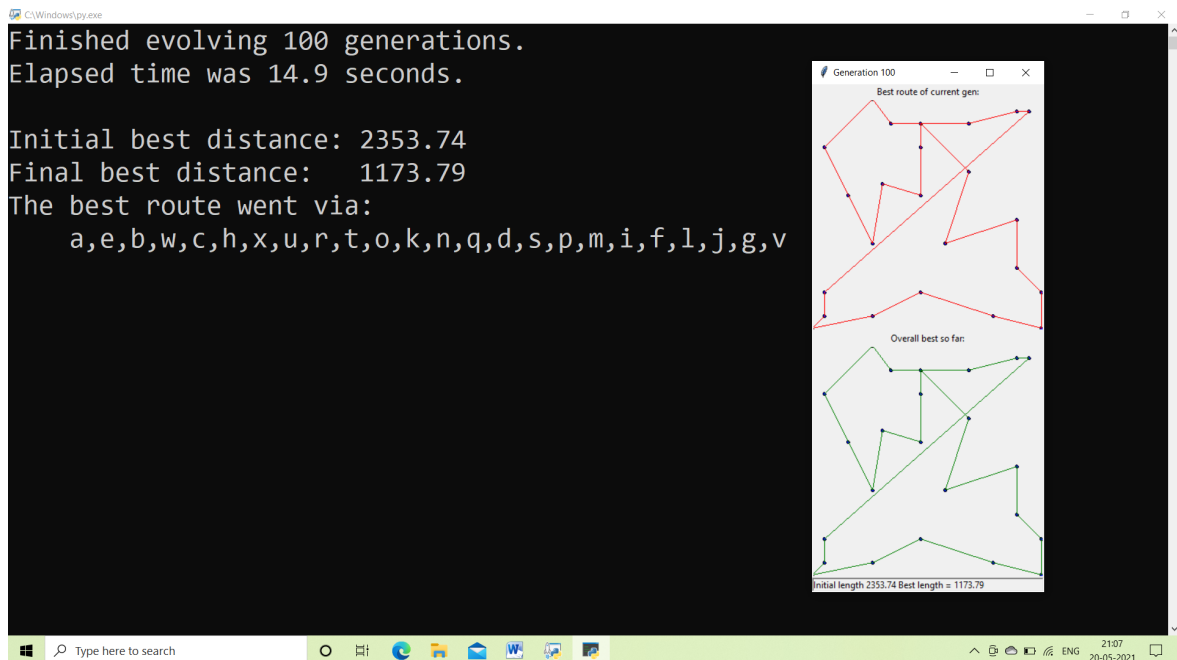 C:\Windows\py.exe
Finished evolving 100 generations.
Elapsed time was 14.9 seconds.
Initial best distance: 2353.74
Final best distance:   1173.79
The best route went via:
a,e,b,w,c,h,x,u,r,t,o,k,n,q,d,s,p,m,i,f,l,j,g,v
Generation 100
Best route of current gen:
Overall best so far:
Initial length 2353.74 Best length = 1173.79
Type here to search
W
ENG
21:07
20-05-2021